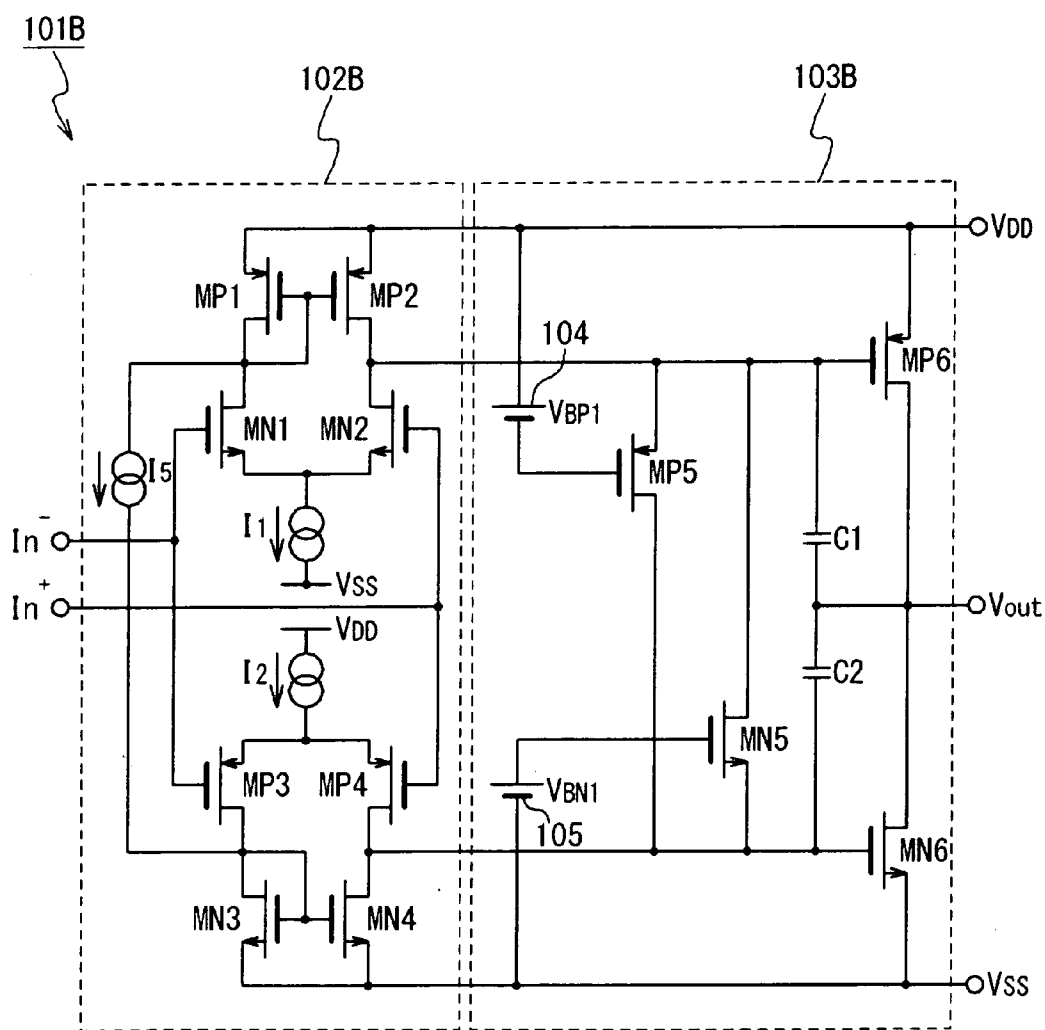 101B
102B
103B
VDD
MP1
MP2
104
MP6
VBP1
MN1
MN2
MP5
I5
I1
C1
In-
VSS
In+
Vout
VDD
I2
C2
MN5
MP3
MP4
VBN1
105
MN6
MN3
MN4
VSS